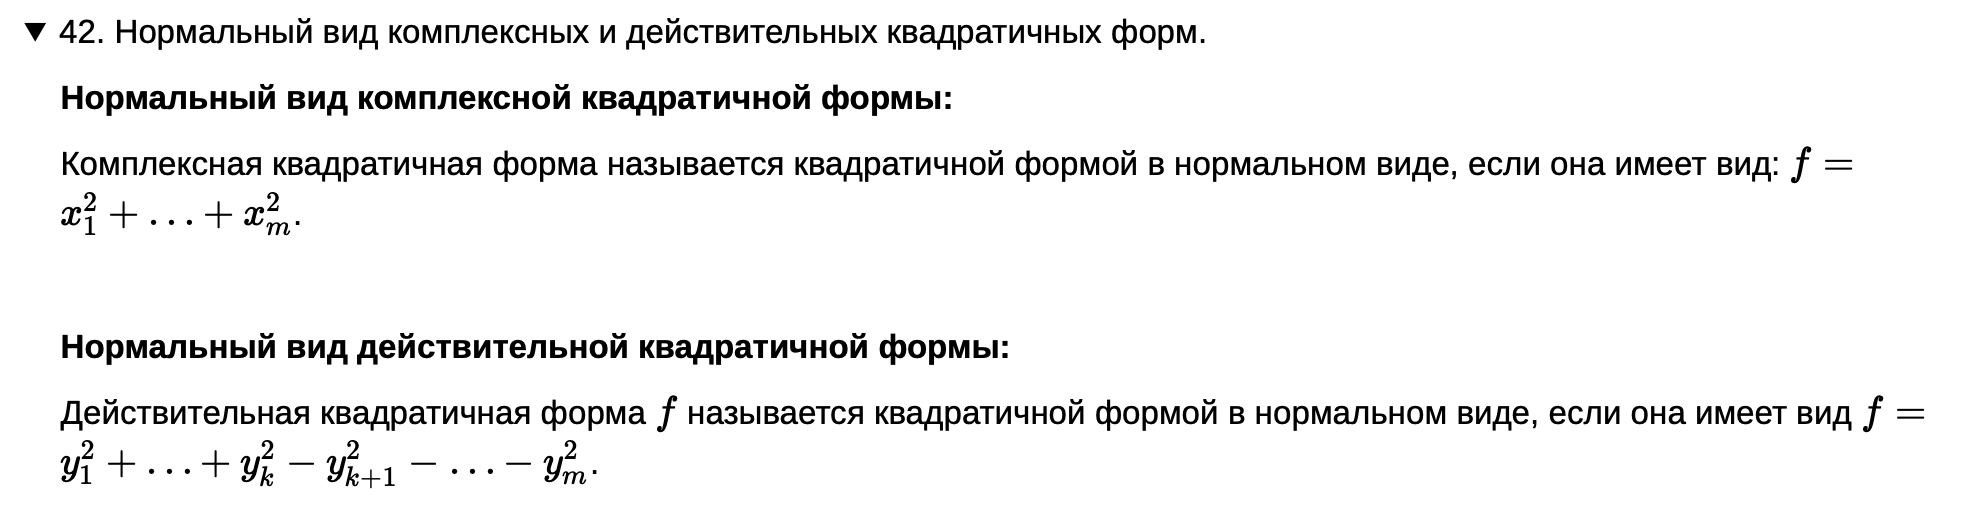 ▼ 42. Нормальный вид комплексных и действительных квадратичных форм.
Нормальный вид комплексной квадратичной формы:
Комплексная квадратичная форма называется квадратичной формой в нормальном виде, если она имеет вид: $f =$
$x_1^2 + \ldots + x_m^2$.
Нормальный вид действительной квадратичной формы:
Действительная квадратичная форма $f$ называется квадратичной формой в нормальном виде, если она имеет вид $f =$
$y_1^2 + \ldots + y_k^2 - y_{k+1}^2 - \ldots - y_m^2$.